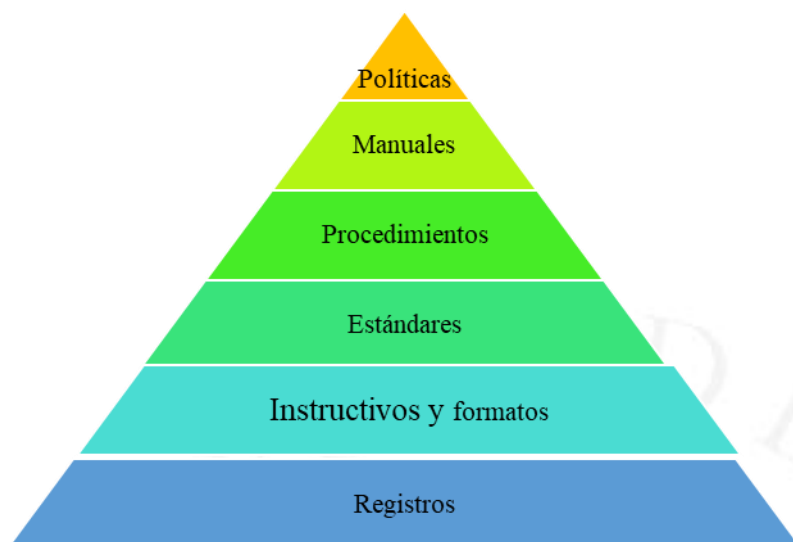 Políticas
Manuales
Procedimientos
Estándares
Instructivos y formatos
Registros